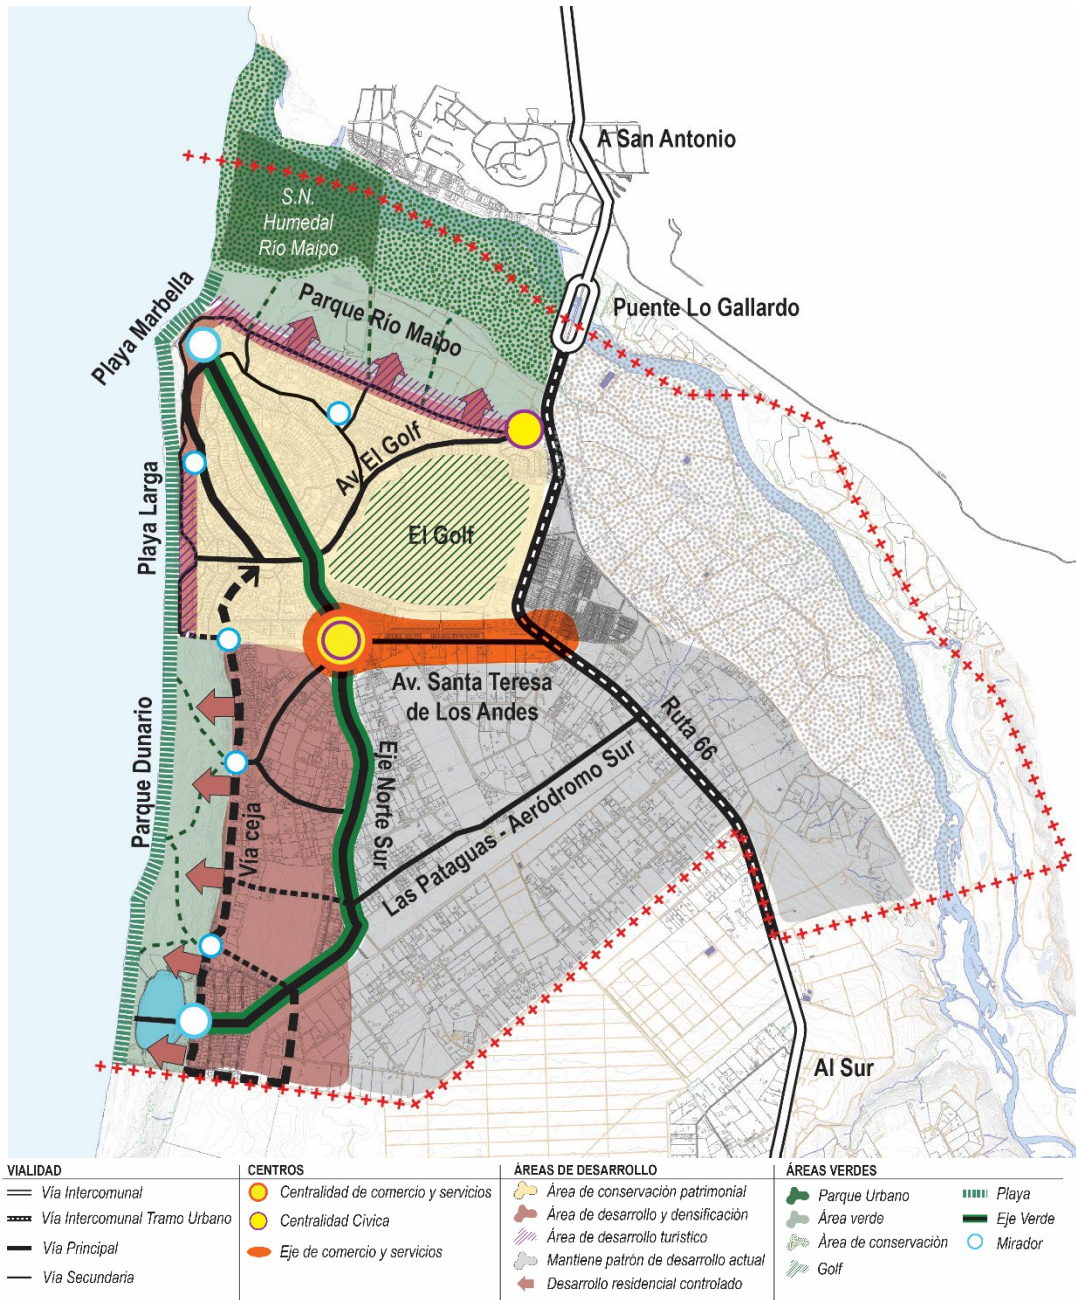 A San Antonio
S.N.
Humedal
Río Maipo
Parque Río Maipo
Puente Lo Gallardo
Playa Marbella
Av. El Golf
El Golf
Playa Larga
Av. Santa Teresa
de Los Andes
Ruta 66
Eje Norte Sur
Las Pataguas - Aeródromo Sur
Parque Dunario
Vía ceja
Al Sur
VIALIDAD
Vía Intercomunal
Vía Intercomunal Tramo Urbano
Vía Principal
Vía Secundaria
CENTROS
Centralidad de comercio y servicios
Centralidad Cívica
Eje de comercio y servicios
ÁREAS DE DESARROLLO
Área de conservación patrimonial
Área de desarrollo y densificación
Área de desarrollo turístico
Mantiene patrón de desarrollo actual
Desarrollo residencial controlado
ÁREAS VERDES
Parque Urbano
Área verde
Área de conservación
Golf
Playa
Eje Verde
Mirador